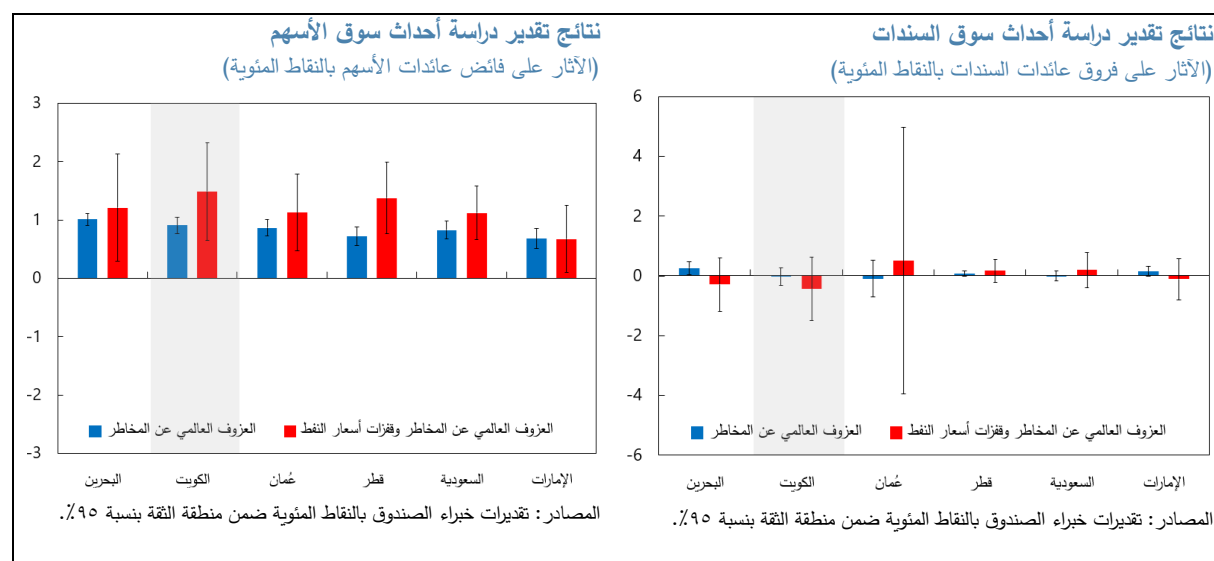 نتائج تقدير دراسة أحداث سوق السندات
(الآثار على فروق عائدات السندات بالنقاط المئوية)
6
4
2
0
-2
-4
-6
العزوف العالمي عن المخاطر
العزوف العالمي عن المخاطر وقفزات أسعار النفط
البحرين
الكويت
عُمان
قطر
السعودية
الإمارات
المصادر: تقديرات خبراء الصندوق بالنقاط المئوية ضمن منطقة الثقة بنسبة ٩٥٪.
نتائج تقدير دراسة أحداث سوق الأسهم
(الآثار على فائض عائدات الأسهم بالنقاط المئوية)
3
2
1
0
-1
-2
-3
العزوف العالمي عن المخاطر
العزوف العالمي عن المخاطر وقفزات أسعار النفط
البحرين
الكويت
عُمان
قطر
السعودية
الإمارات
المصادر: تقديرات خبراء الصندوق بالنقاط المئوية ضمن منطقة الثقة بنسبة ٩٥٪.